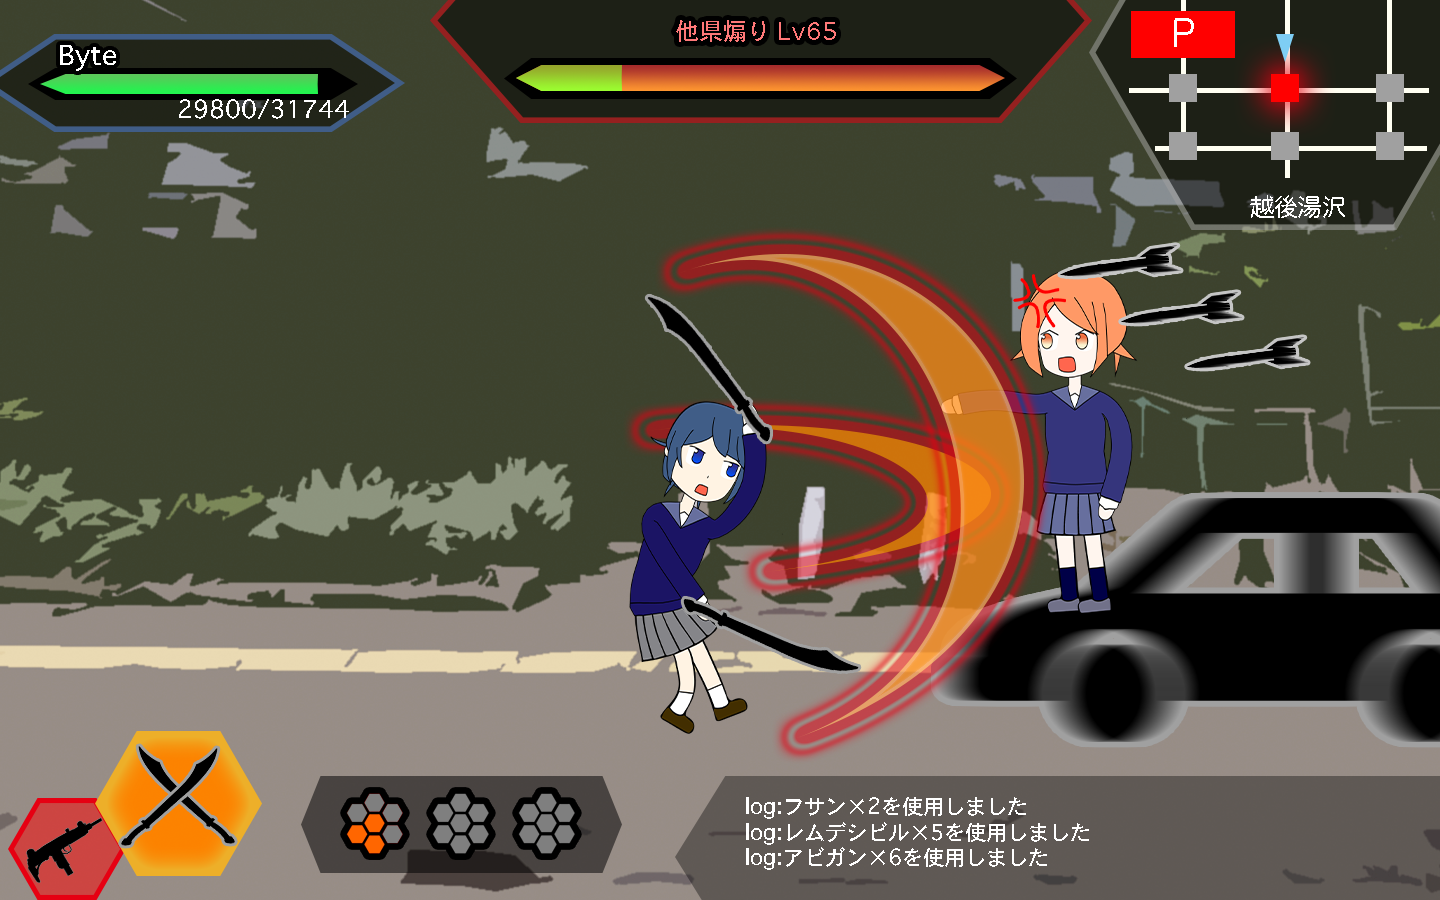 Byte
29800/31744
他県煽り Lv65
P
越後湯沢
log:フサン×2を使用しました
log:レムデシビル×5を使用しました
log:アビガン×6を使用しました